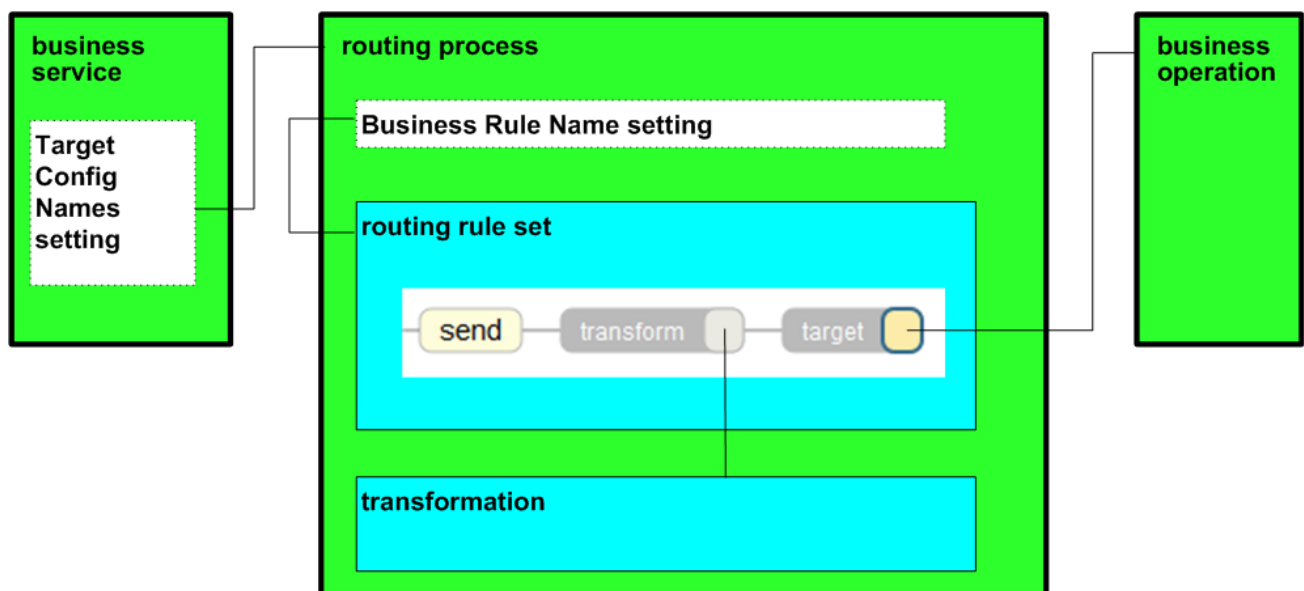 business
service
Target
Config
Names
setting
routing process
Business Rule Name setting
routing rule set
send
transform
target
transformation
business
operation